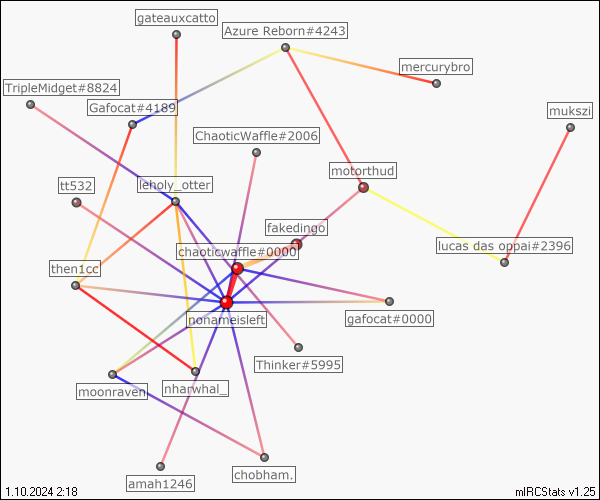 gateauxcatto
Azure Reborn#4243
mercurybro
TripleMidget#8824
Gafocat#4189
mukszi
ChaoticWaffle#2006
motorthud
tt532
leholy_otter
fakedingo
chaoticwaffle#0000
lucas das oppai#2396
then1cc
nonameisleft
gafocat#0000
Thinker#5995
moonraven
nharwhal_
chobham.
amah1246
1.10.2024 2:18
mIRCStats v1.25